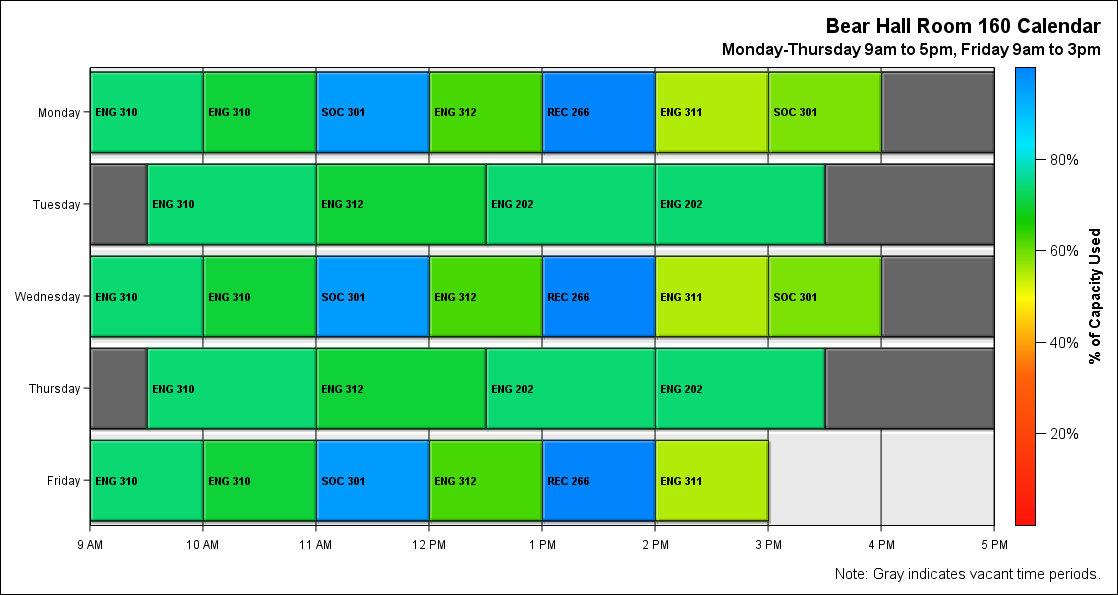 Bear Hall Room 160 Calendar
Monday-Thursday 9am to 5pm, Friday 9am to 3pm
Monday ENG 310 ENG 310 SOC 301 ENG 312 REC 266 ENG 311 SOC 301
Tuesday ENG 310 ENG 312 ENG 202 ENG 202
Wednesday ENG 310 ENG 310 SOC 301 ENG 312 REC 266 ENG 311 SOC 301
Thursday ENG 310 ENG 312 ENG 202 ENG 202
Friday ENG 310 ENG 310 SOC 301 ENG 312 REC 266 ENG 311
9 AM 10 AM 11 AM 12 PM 1 PM 2 PM 3 PM 4 PM 5 PM
80%
60%
40%
20%
% of Capacity Used
Note: Gray indicates vacant time periods.